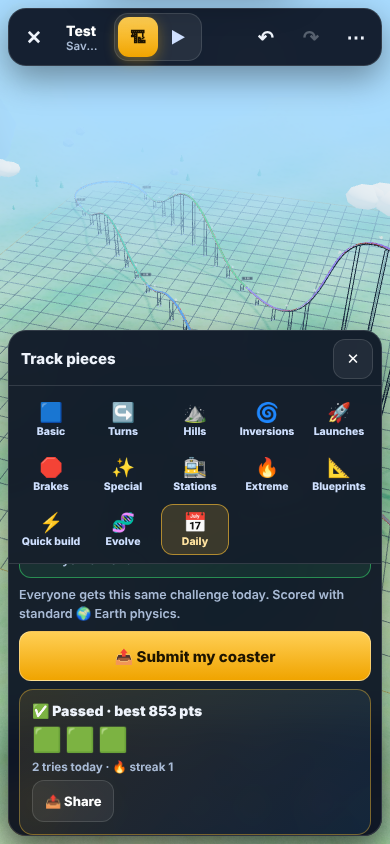 Test
Sav...
Track pieces
Basic
Turns
Hills
Inversions
Launches
Brakes
Special
Stations
Extreme
Blueprints
Quick build
Evolve
Daily
Everyone gets this same challenge today. Scored with
standard 🌍 Earth physics.
📤 Submit my coaster
✅ Passed · best 853 pts
🟩 🟩 🟩
2 tries today · 🔥 streak 1
📤 Share